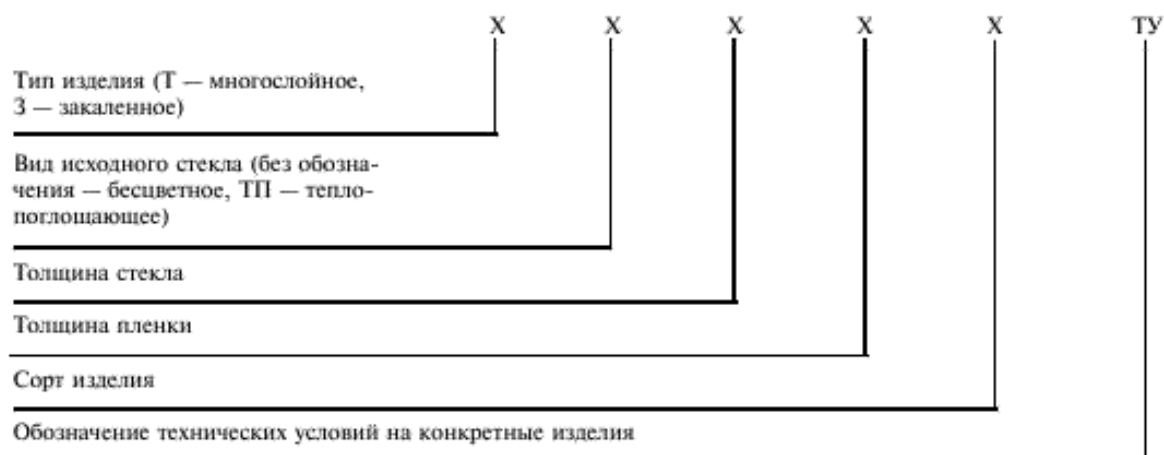 X X X X X ТУ
Тип изделия (Т — многослойное,
З — закаленное)
Вид исходного стекла (без обозна-
чения — бесцветное, ТП — тепло-
поглощающее)
Толщина стекла
Толщина пленки
Сорт изделия
Обозначение технических условий на конкретные изделия